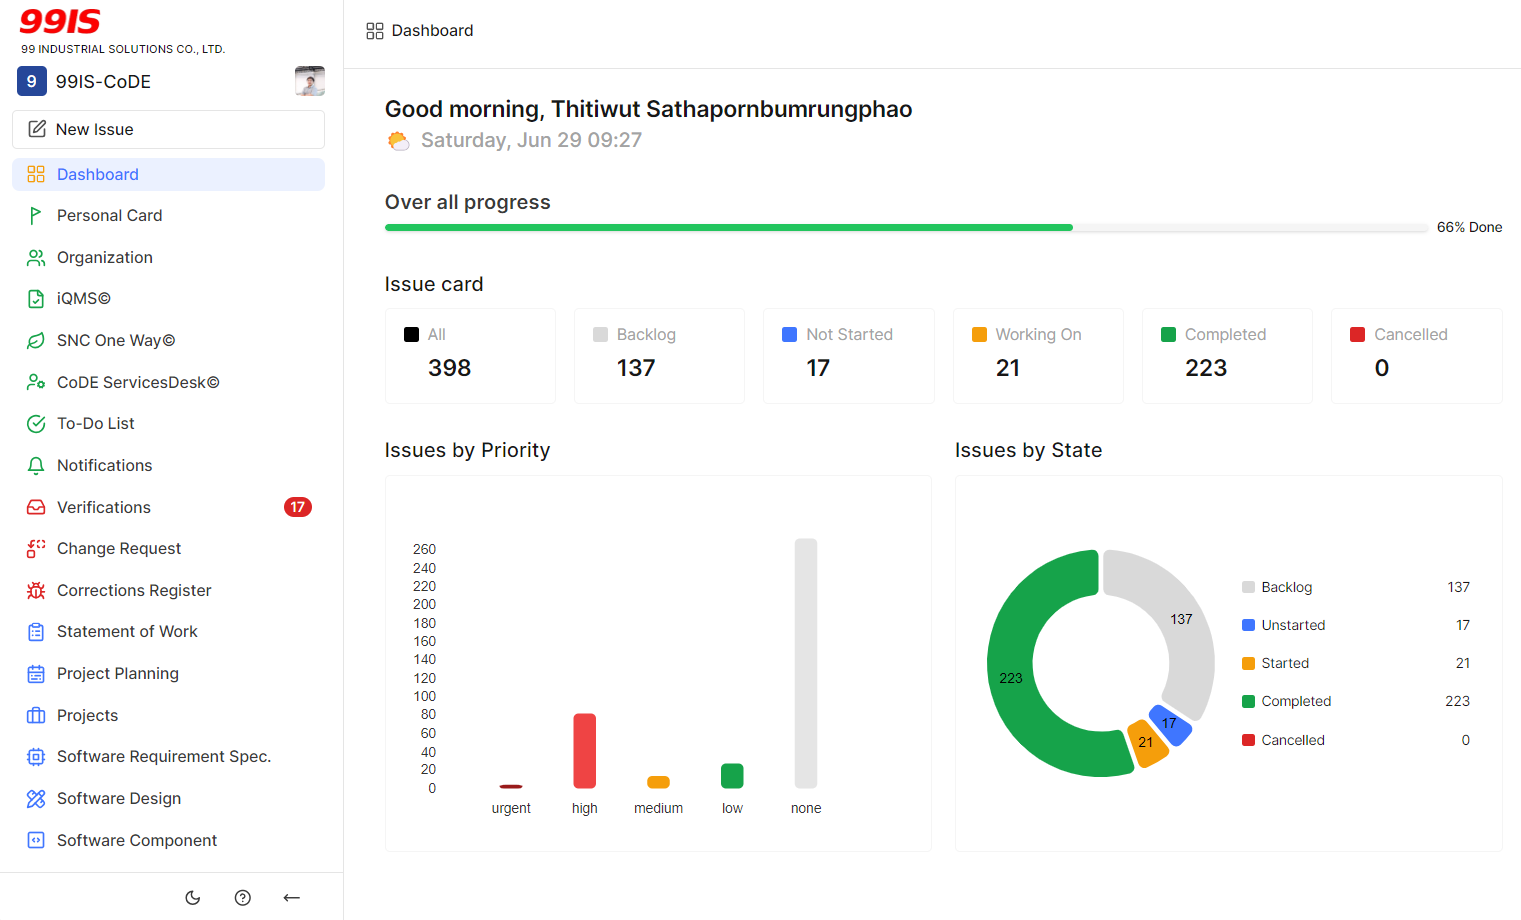 99IS
99 INDUSTRIAL SOLUTIONS CO., LTD.
9 99IS-CoDE
New Issue
Dashboard
Personal Card
Organization
iQMS©
SNC One Way©
CoDE ServicesDesk©
To-Do List
Notifications
Verifications 17
Change Request
Corrections Register
Statement of Work
Project Planning
Projects
Software Requirement Spec.
Software Design
Software Component
Dashboard
Good morning, Thitiwut Sathapornbumrungphao
Saturday, Jun 29 09:27
Over all progress
66% Done
Issue card
All
398
Backlog
137
Not Started
17
Working On
21
Completed
223
Cancelled
0
Issues by Priority
260
240
220
200
180
160
140
120
100
80
60
40
20
0
urgent high medium low none
Issues by State
137
17
21
223
Backlog 137
Unstarted 17
Started 21
Completed 223
Cancelled 0